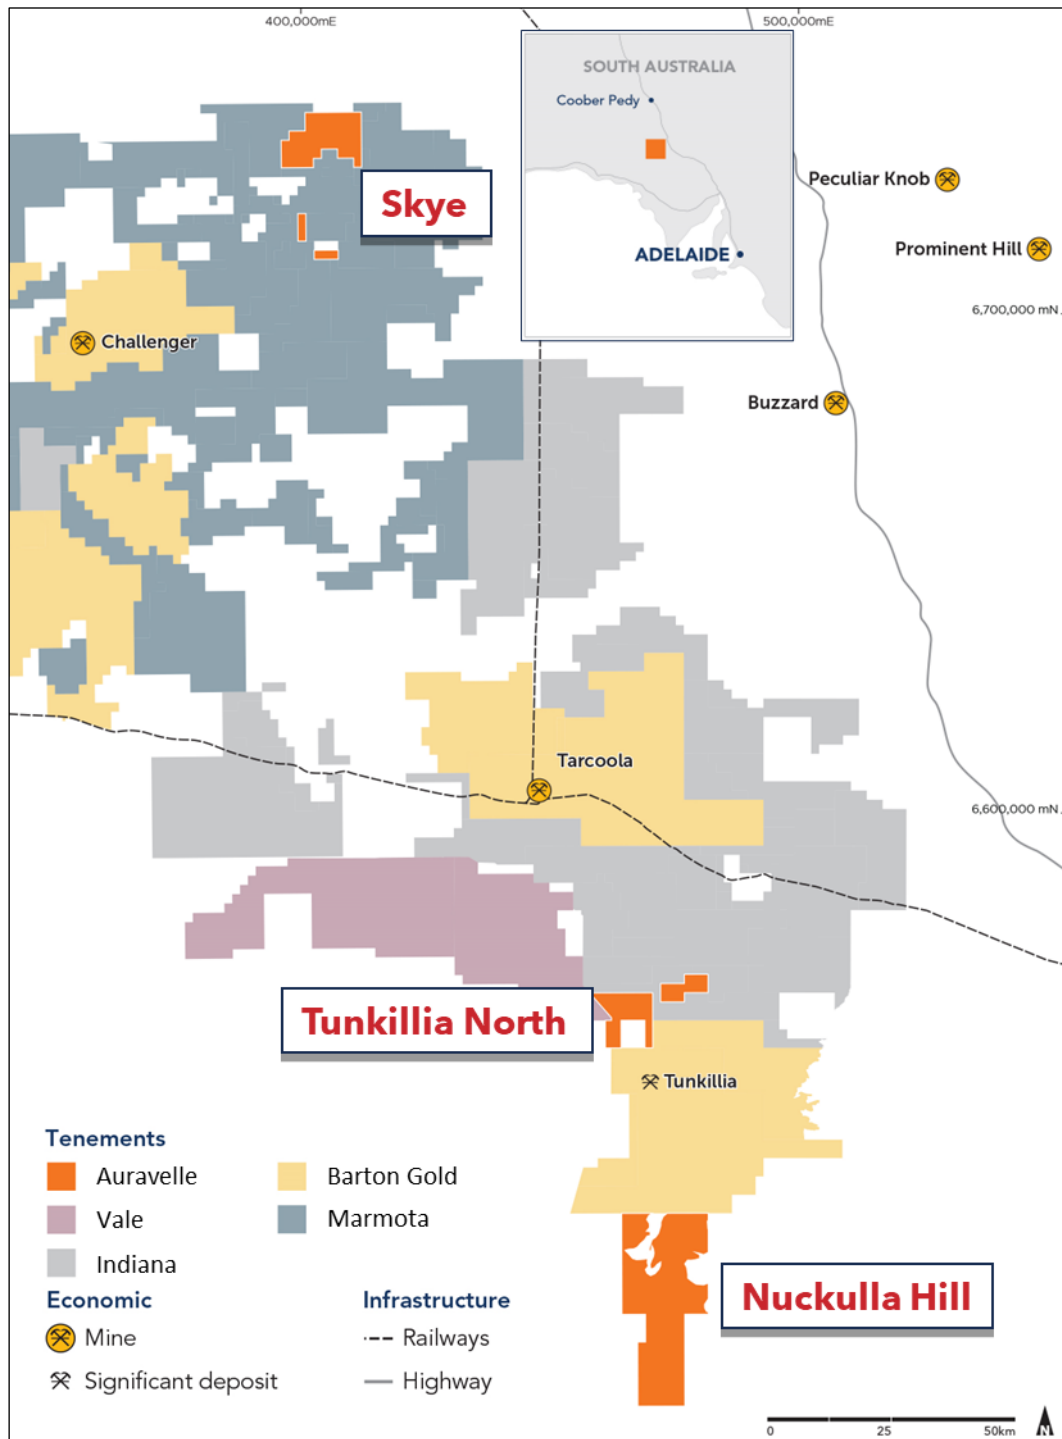 400,000mE
500,000mE
SOUTH AUSTRALIA
Coober Pedy
ADELAIDE
Peculiar Knob
Skye
Prominent Hill
6,700,000 mN
Challenger
Buzzard
Tarcoola
6,600,000 mN
Tunkillia North
Tunkillia
Tenements
Auravelle
Barton Gold
Vale
Marmota
Indiana
Nuckulla Hill
Economic
Infrastructure
Mine
Railways
Significant deposit
Highway
0
25
50km
N